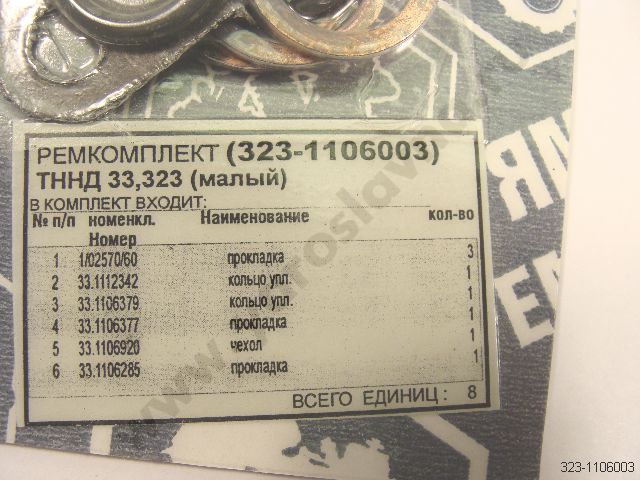 РЕМКОМПЛЕКТ (323-1106003)
ТННД 33,323 (малый)
В КОМПЛЕКТ ВХОДИТ:
№ п/п номенкл. Наименование кол-во
Номер
1 1/02570/60 прокладка 3
2 33.1112342 кольцо упл. 1
3 33.1106379 кольцо упл. 1
4 33.1106377 прокладка 1
5 33.1106920 чехол 1
6 33.1106285 прокладка 1
ВСЕГО ЕДИНИЦ: 8
323-1106003